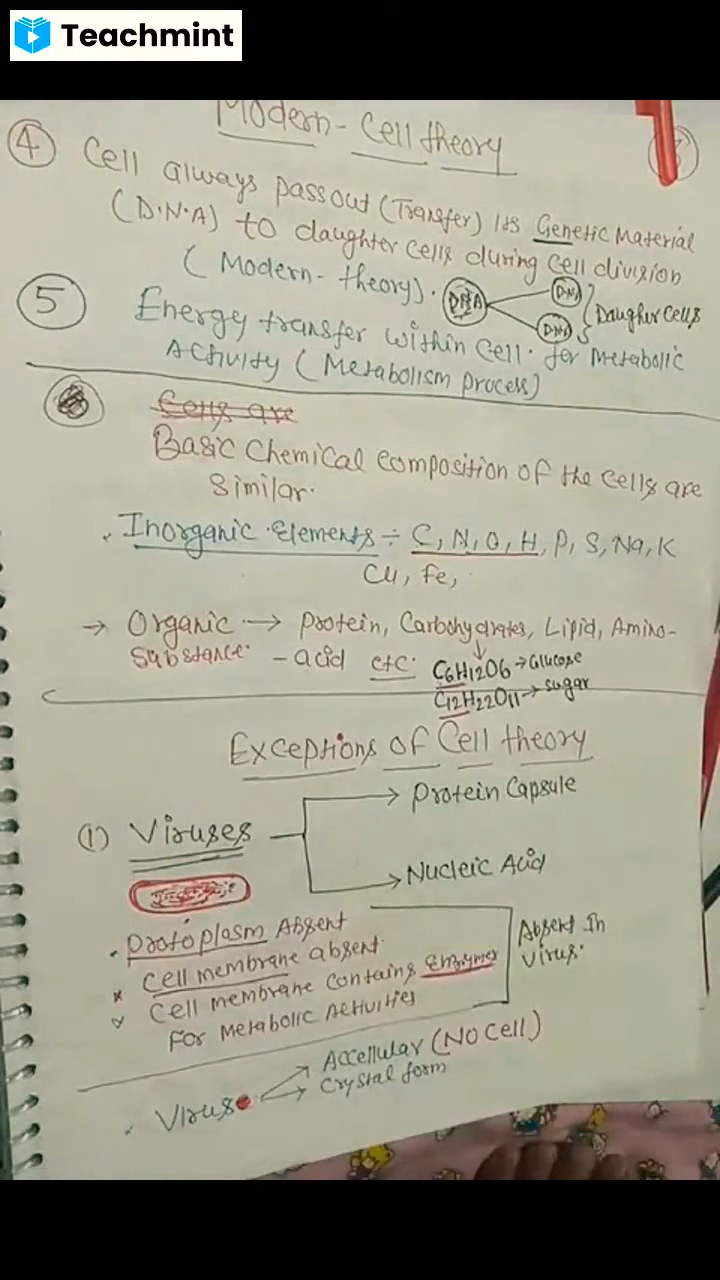 Teachmint
Modern - Cell theory
④ Cell always passout (Transfer) Its Genetic Material
(D.N.A) to daughter cells during cell division
(Modern - theory).
DNA
DNA
DNA
Daugher cells
⑤ Energy transfer within cell. for Metabolic
Activity (Metabolism process)
Cells are
Basic Chemical composition of the cells are
Similar.
Inorganic Elements ÷ C, N, O, H, P, S, Na, K
Cu, Fe,
→ Organic → Protein, Carbohydrates, Lipid, Amino-
Substance - acid etc.
C6H12O6 → Glucose
C12H22O11 → sugar
Exceptions of Cell theory
① Viruses
Protein Capsule
Nucleic Acid
Protoplasm Absent
Cell membrane absent
Cell membrane contains Enzymes
For Metabolic Activities
Absent In
Virus.
Virus
Accellular (NO Cell)
Crystal form